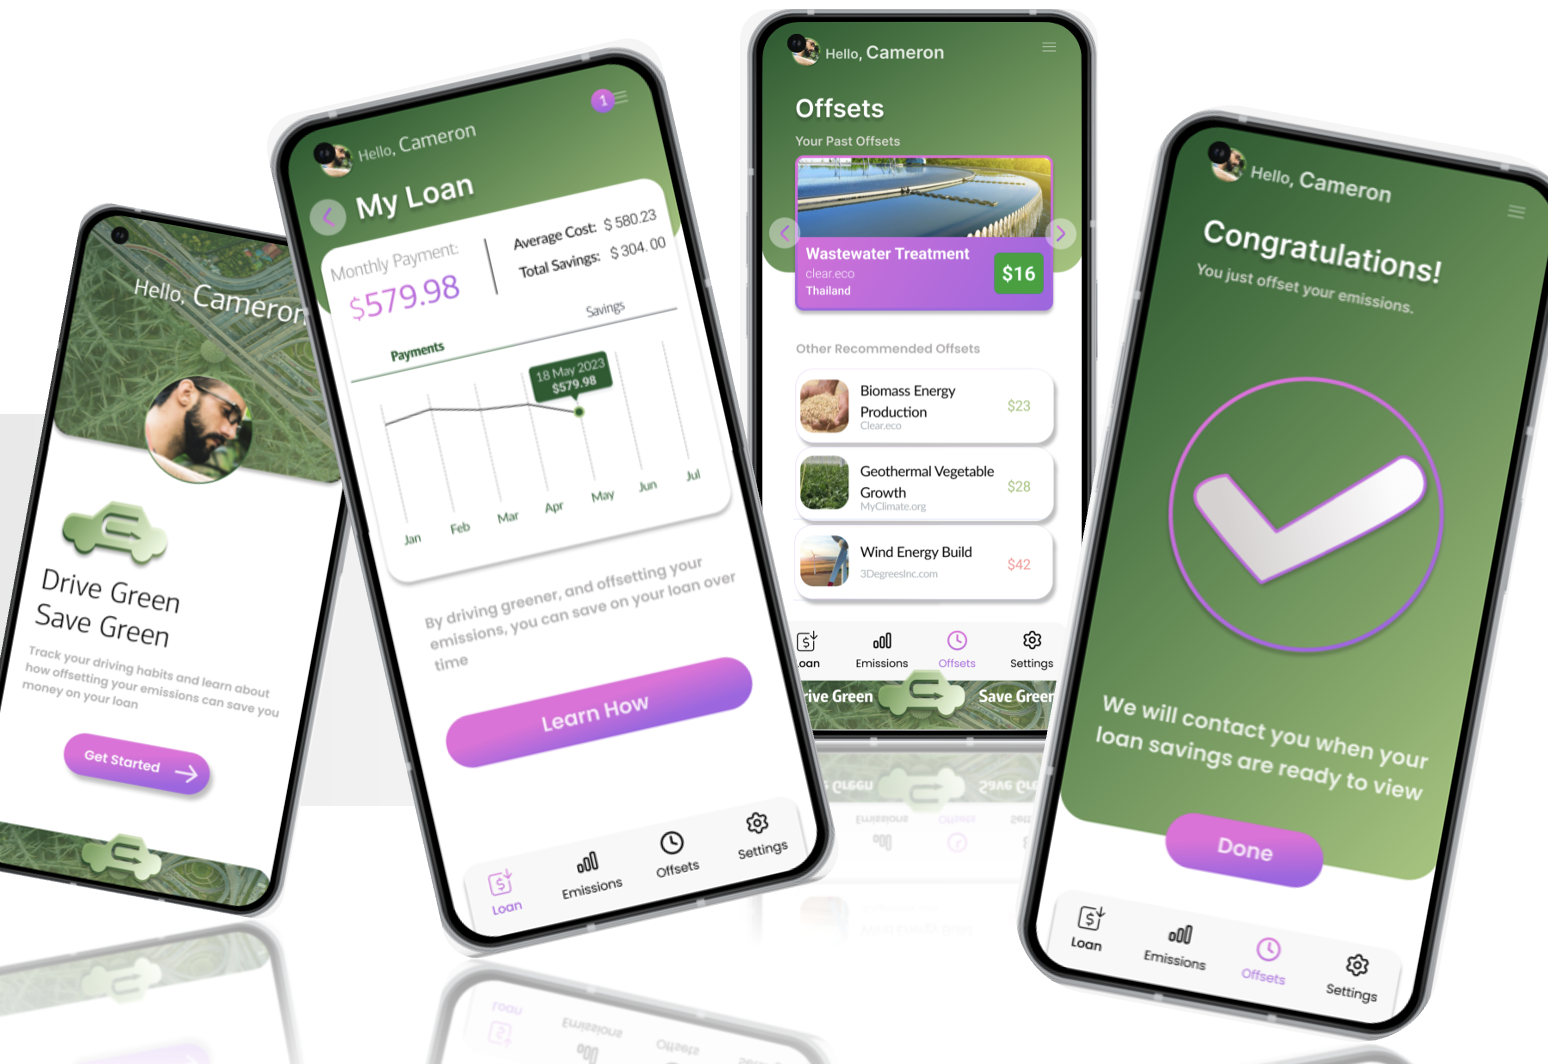 Hello, Cameron
Drive Green
Save Green
Track your driving habits and learn about
how offsetting your emissions can save you
money on your loan
Get Started
1
Hello, Cameron
My Loan
Monthly Payment:
$579.98
Average Cost: $ 580.23
Total Savings: $ 304.00
Payments
Savings
18 May 2023
$579.98
Jan Feb Mar Apr May Jun Jul
By driving greener, and offsetting your
emissions, you can save on your loan over
time
Learn How
Loan Emissions Offsets Settings
Hello, Cameron
Offsets
Your Past Offsets
Wastewater Treatment
clear.eco
Thailand
$16
Other Recommended Offsets
Biomass Energy
Production
Clear.eco
$23
Geothermal Vegetable
Growth
MyClimate.org
$28
Wind Energy Build
3DegreesInc.com
$42
oan Emissions Offsets Settings
rive Green Save Green
Hello, Cameron
Congratulations!
You just offset your emissions.
We will contact you when your
loan savings are ready to view
Done
Loan Emissions Offsets Settings